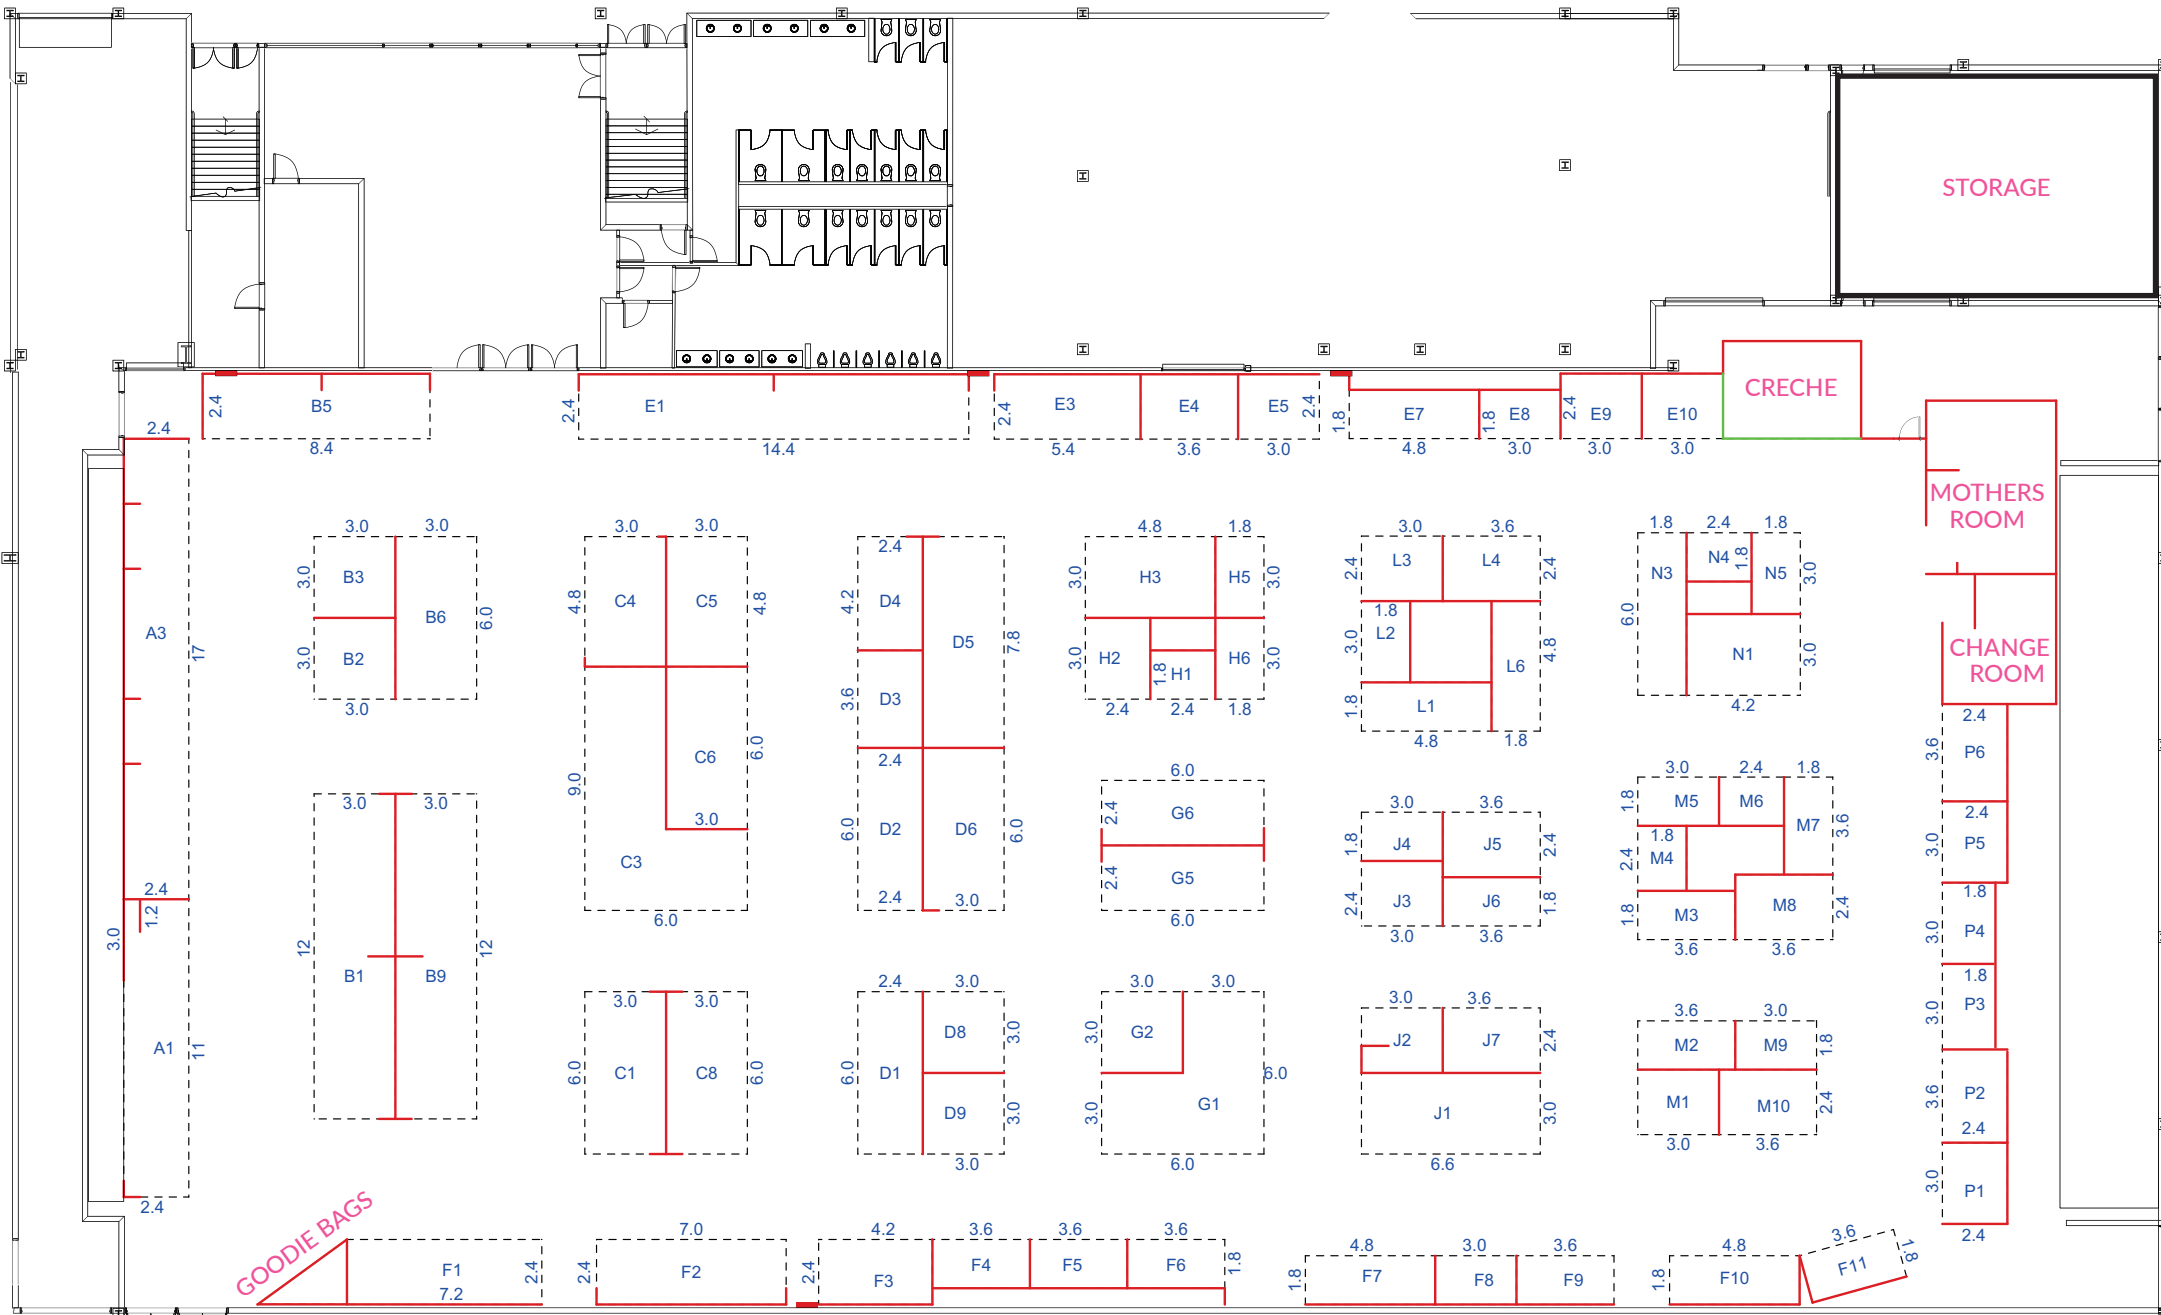 STORAGE
CRECHE
2.4 B5 8.4
2.4 E1 14.4
2.4 E3 5.4
E4 3.6
E5 2.4 3.0
1.8 E7 4.8
1.8 E8 3.0
2.4 E9 3.0
E10 3.0
MOTHERS
ROOM
CHANGE
ROOM
2.4
A3 17
2.4
1.2
3.0
A1 11
2.4
3.0 3.0
3.0 B3
B6 6.0
3.0 B2
3.0
3.0 3.0
12 B1 B9 12
3.0 3.0
4.8 C4 C5 4.8
C6 6.0
3.0
9.0 C3
6.0
3.0 3.0
6.0 C1 C8 6.0
2.4
4.2 D4
D5 7.8
3.6 D3
2.4
6.0 D2 D6 6.0
2.4 3.0
2.4 3.0
D8 3.0
6.0 D1
D9 3.0
3.0
4.8 1.8
3.0 H3 H5 3.0
3.0 H2 1.8 H1 H6 3.0
2.4 2.4 1.8
6.0
2.4 G6
2.4 G5
6.0
3.0 3.0
3.0 G2
6.0
3.0 G1
6.0
3.0 3.6
2.4 L3 L4 2.4
1.8
3.0 L2
L6 4.8
1.8 L1
4.8 1.8
3.0 3.6
1.8 J4 J5 2.4
2.4 J3 J6 1.8
3.0 3.6
3.0 3.6
J2 J7 2.4
J1 3.0
6.6
1.8 2.4 1.8
N3 N4 1.8 N5 3.0
6.0
N1 3.0
4.2
3.0 2.4 1.8
1.8 M5 M6
M7 3.6
1.8
2.4 M4
1.8 M3 M8 2.4
3.6 3.6
3.6 3.0
M2 M9 1.8
M1 M10 2.4
3.0 3.6
2.4
3.6 P6
2.4
3.0 P5
1.8
3.0 P4
1.8
3.0 P3
3.6 P2
2.4
3.0 P1
2.4
GOODIE BAGS
F1 2.4
7.2
7.0
2.4 F2
4.2
2.4 F3
3.6
F4
3.6
F5
3.6
F6 1.8
4.8
1.8 F7
3.0
F8
3.6
F9
4.8
1.8 F10
3.6
F11 1.8